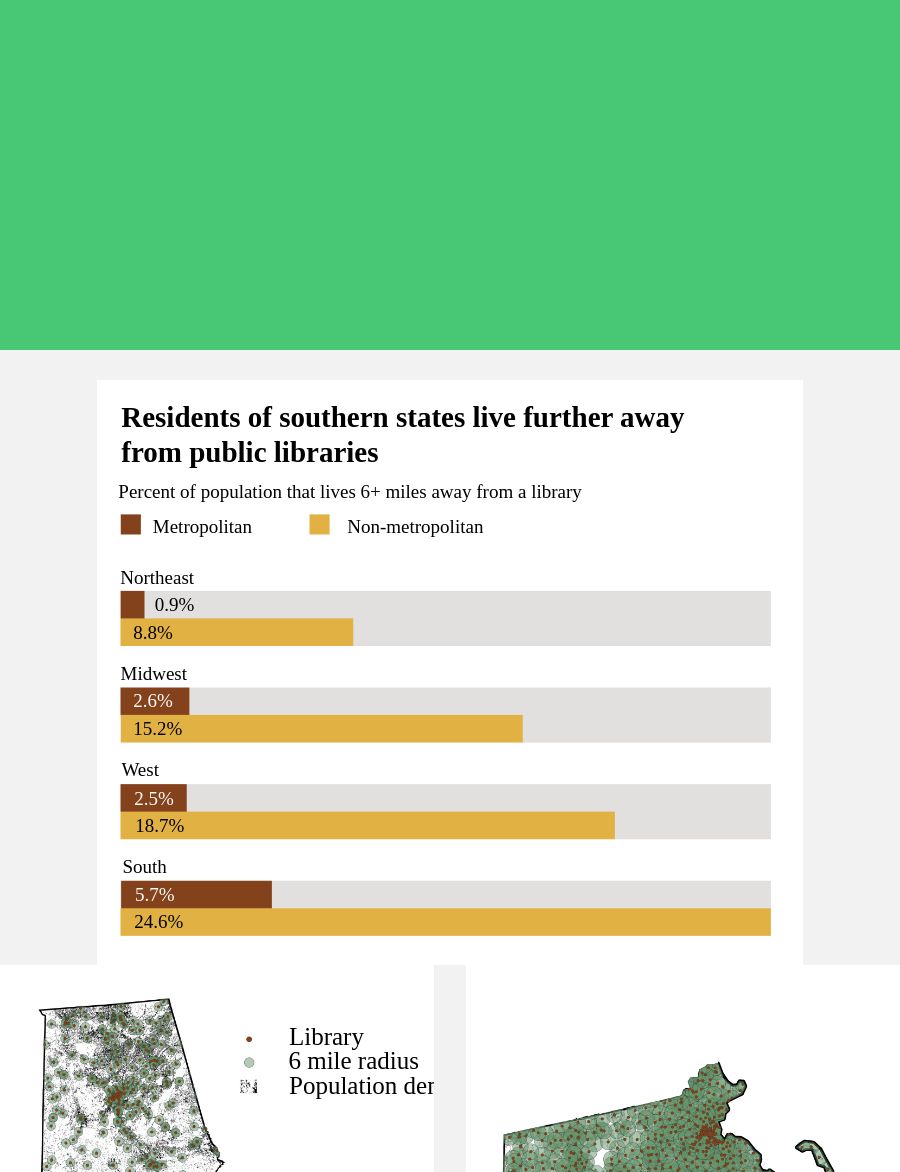 Residents of southern states live further away
from public libraries
Percent of population that lives 6+ miles away from a library
Metropolitan Non-metropolitan
Northeast
0.9%
8.8%
Midwest
2.6%
15.2%
West
2.5%
18.7%
South
5.7%
24.6%
Library
6 mile radius
Population